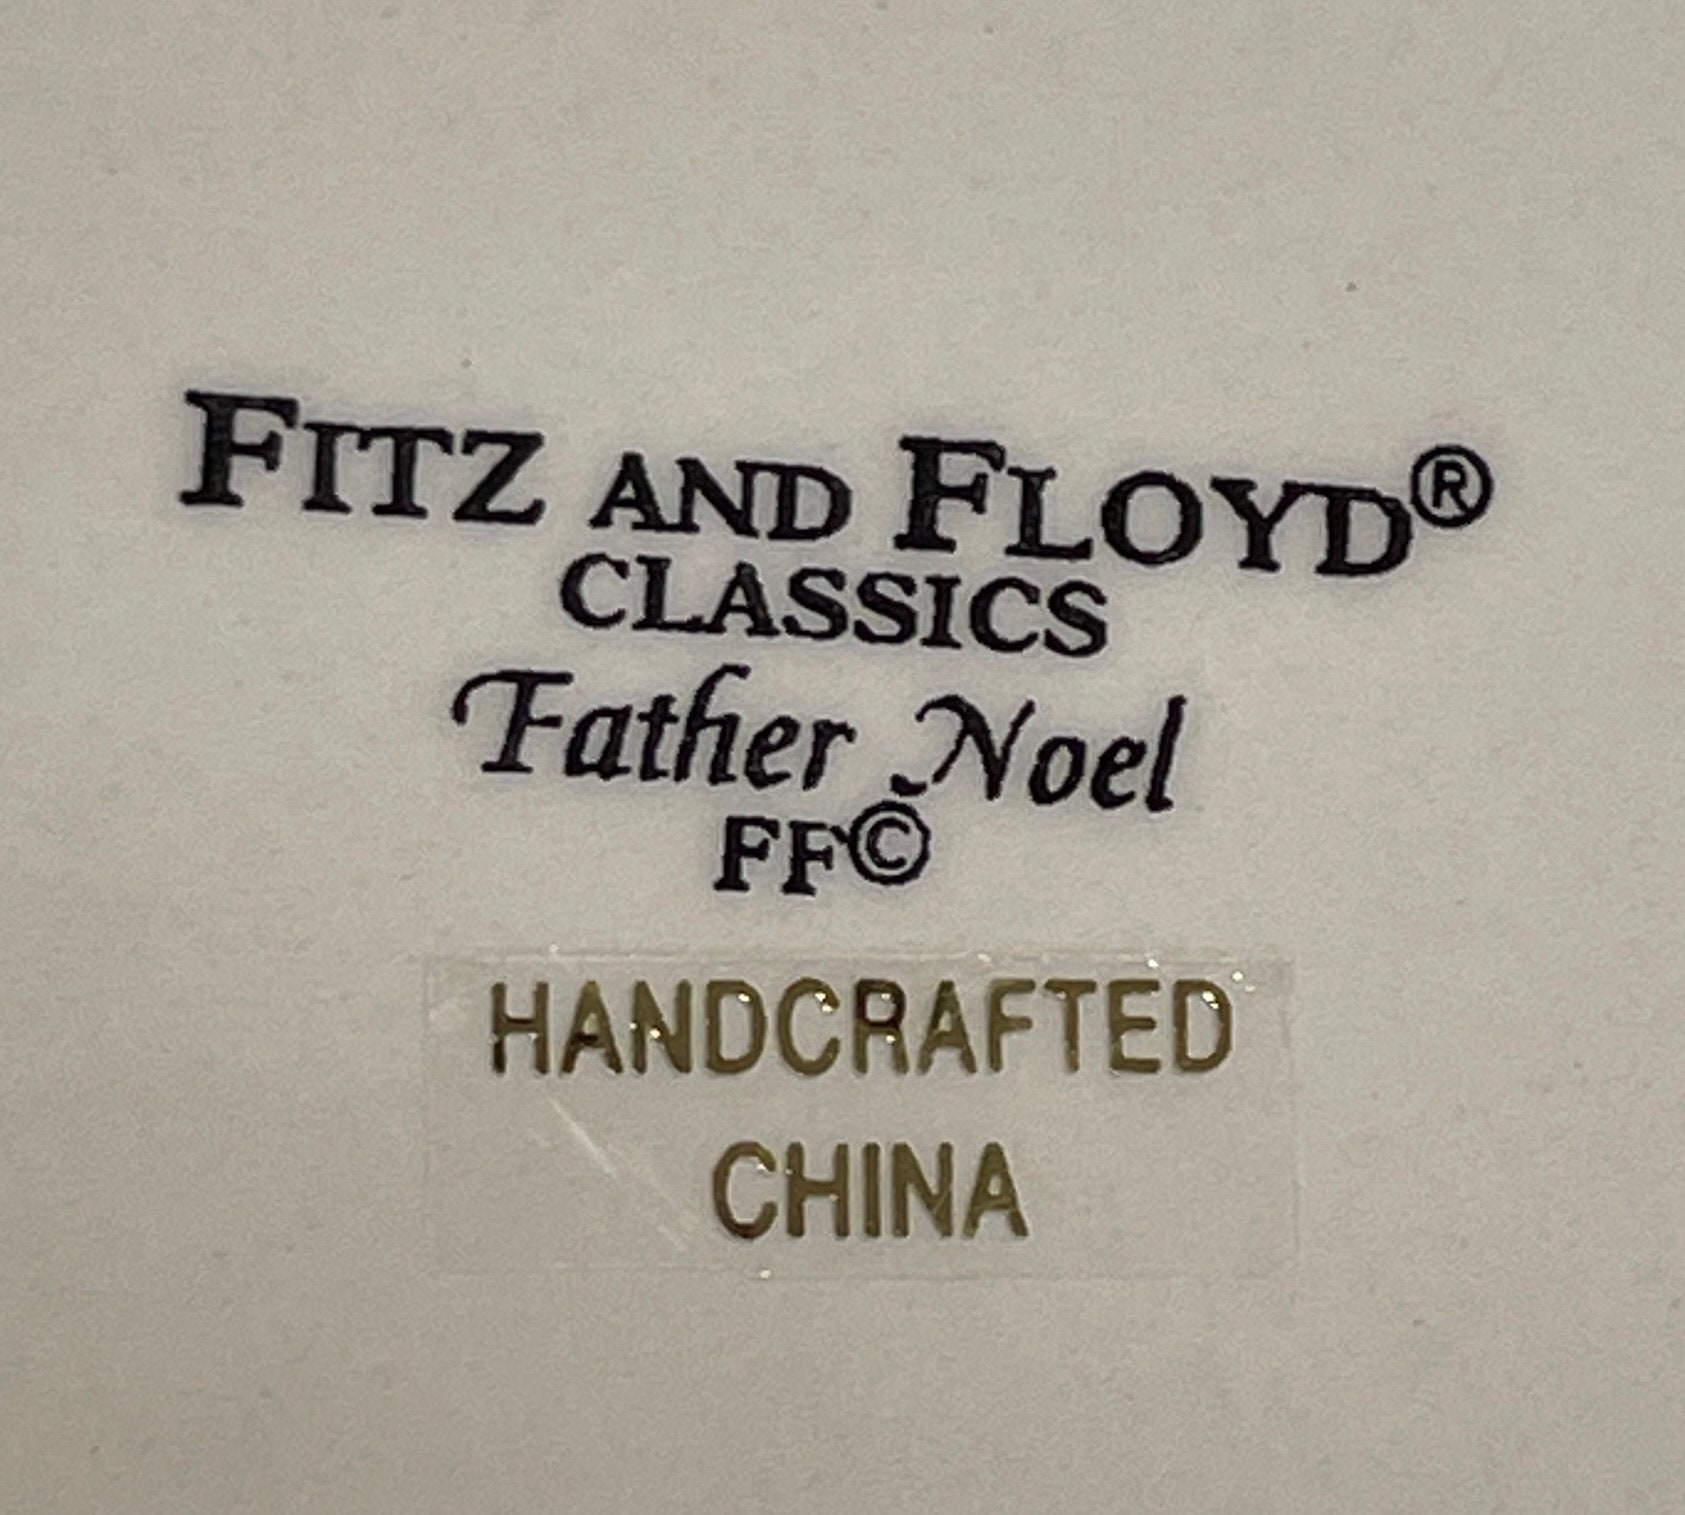 FITZ AND FLOYD®
CLASSICS
Father Noel
FF©
HANDCRAFTED
CHINA